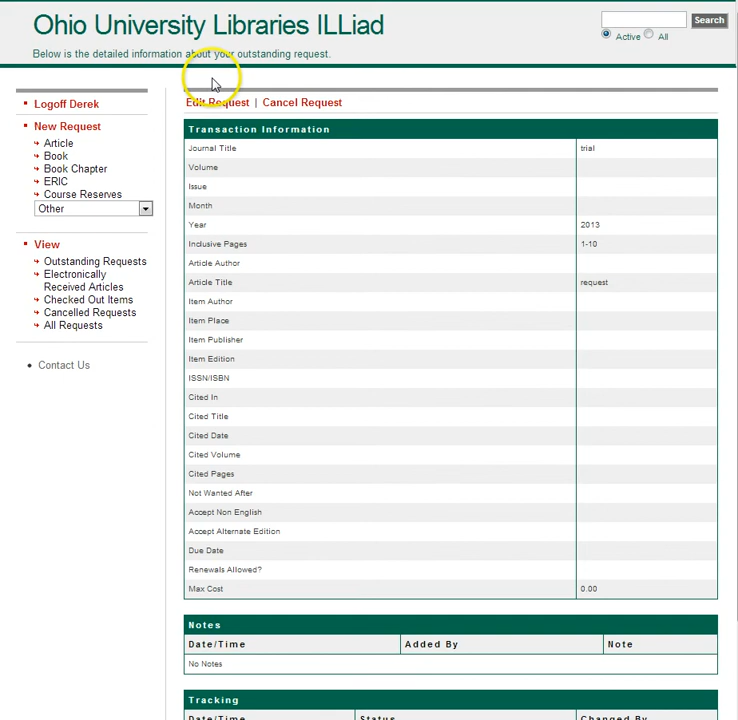 Ohio University Libraries ILLiad
Below is the detailed information about your outstanding request.
Search
Active All
Logoff Derek
New Request
Article
Book
Book Chapter
ERIC
Course Reserves
Other
View
Outstanding Requests
Electronically
Received Articles
Checked Out Items
Cancelled Requests
All Requests
Contact Us
Edit Request | Cancel Request
Transaction Information
Journal Title trial
Volume
Issue
Month
Year 2013
Inclusive Pages 1-10
Article Author
Article Title request
Item Author
Item Place
Item Publisher
Item Edition
ISSN/ISBN
Cited In
Cited Title
Cited Date
Cited Volume
Cited Pages
Not Wanted After
Accept Non English
Accept Alternate Edition
Due Date
Renewals Allowed?
Max Cost 0.00
Notes
Date/Time Added By Note
No Notes
Tracking
Date/Time Status Changed By